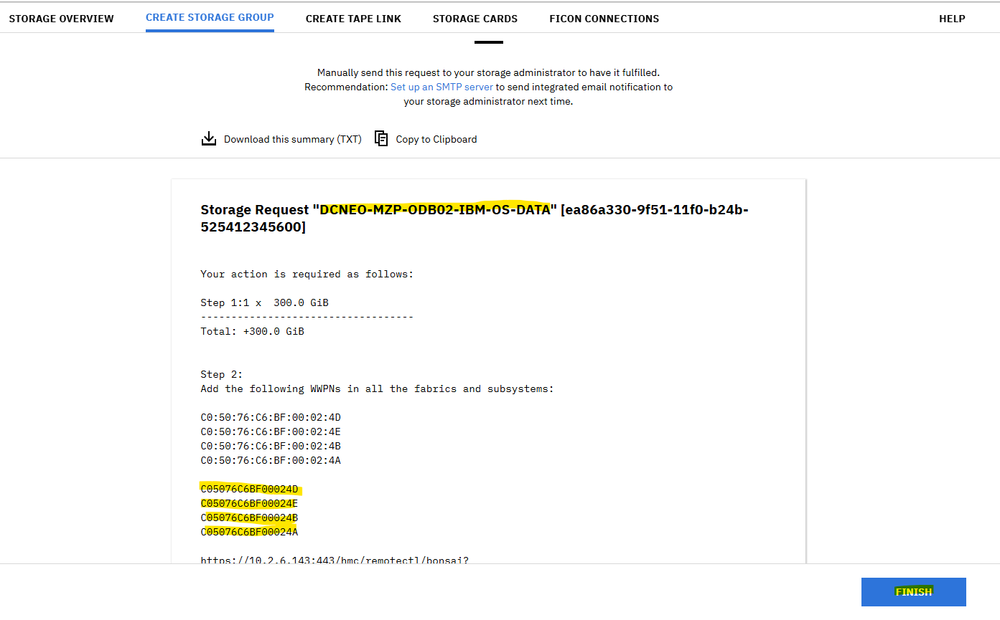 STORAGE OVERVIEW
CREATE STORAGE GROUP
CREATE TAPE LINK
STORAGE CARDS
FICON CONNECTIONS
HELP
Manually send this request to your storage administrator to have it fulfilled.
Recommendation: Set up an SMTP server to send integrated email notification to
your storage administrator next time.
Download this summary (TXT)
Copy to Clipboard
Storage Request "DCNEO-MZP-ODB02-IBM-OS-DATA" [ea86a330-9f51-11f0-b24b-
525412345600]
Your action is required as follows:
Step 1:1 x  300.0 GiB
-----------------------------------
Total: +300.0 GiB
Step 2:
Add the following WWPNs in all the fabrics and subsystems:
C0:50:76:C6:BF:00:02:4D
C0:50:76:C6:BF:00:02:4E
C0:50:76:C6:BF:00:02:4B
C0:50:76:C6:BF:00:02:4A
C05076C6BF00024D
C05076C6BF00024E
C05076C6BF00024B
C05076C6BF00024A
https://10.2.6.143:443/hmc/remotectl/bonsai?
FINISH